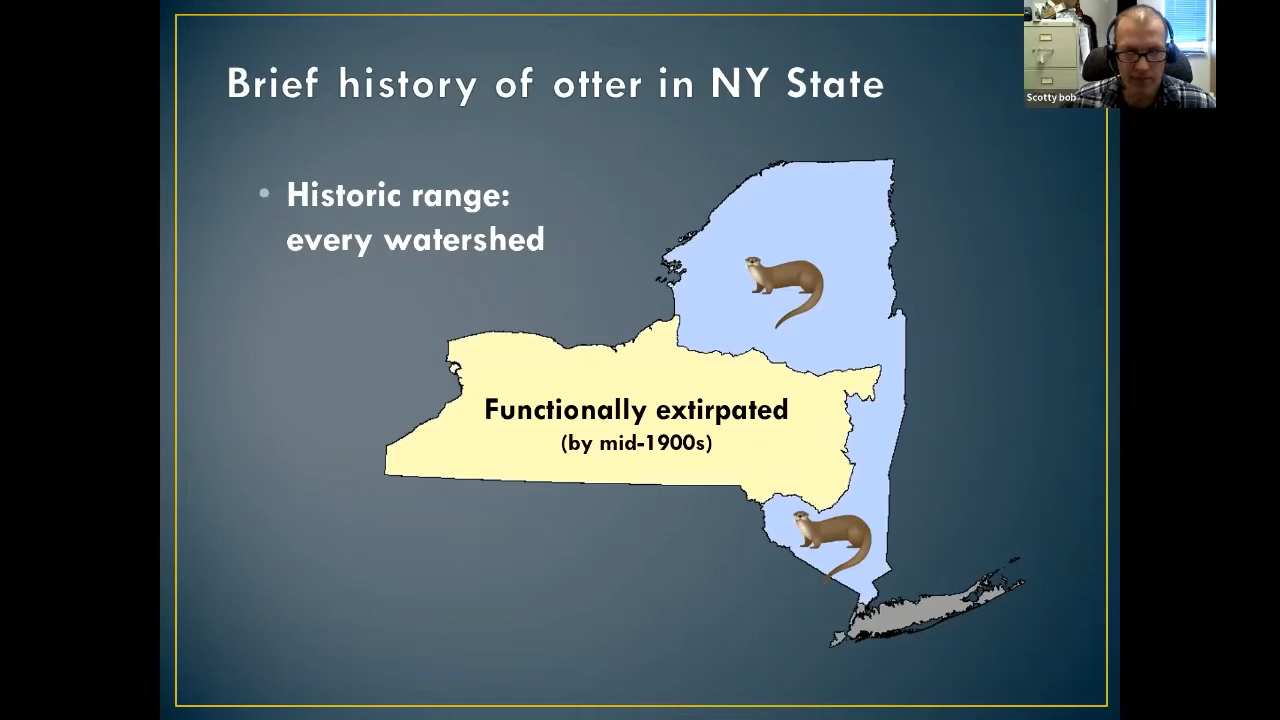 Brief history of otter in NY State
Scotty bob
• Historic range:
every watershed
Functionally extirpated
(by mid-1900s)